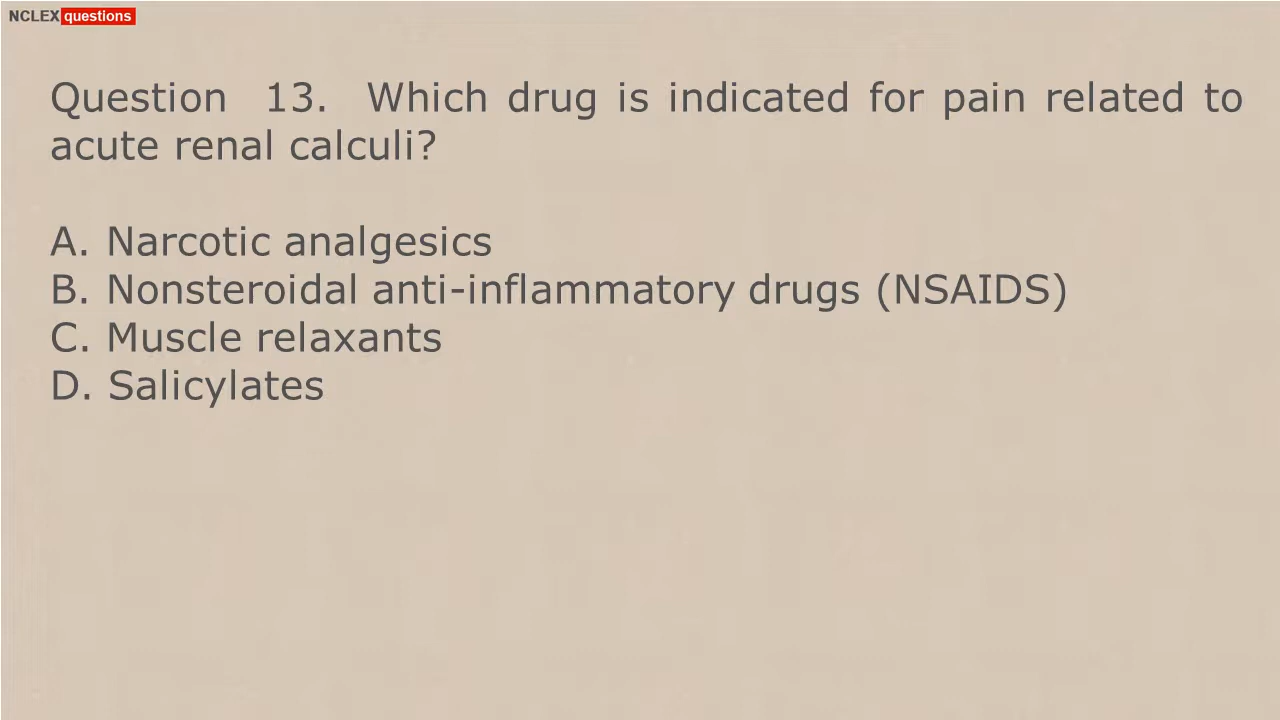 NCLEX questions
Question 13. Which drug is indicated for pain related to
acute renal calculi?
A. Narcotic analgesics
B. Nonsteroidal anti-inflammatory drugs (NSAIDS)
C. Muscle relaxants
D. Salicylates